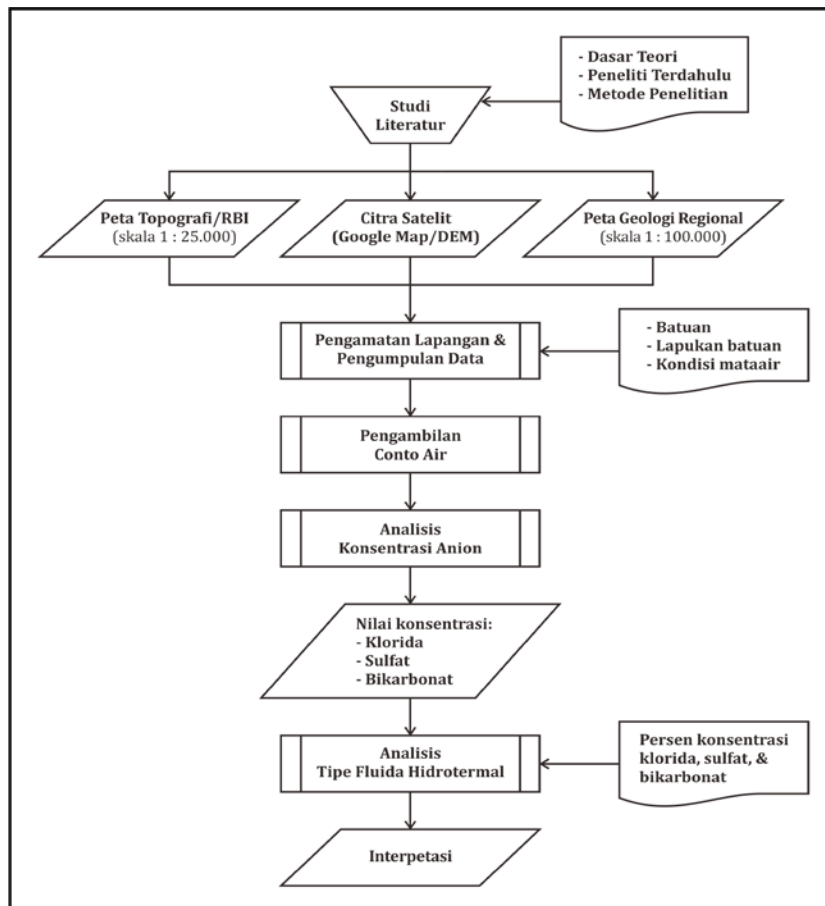 - Dasar Teori
- Peneliti Terdahulu
- Metode Penelitian
Studi
Literatur
Peta Topografi/RBI
(skala 1 : 25.000)
Citra Satelit
(Google Map/DEM)
Peta Geologi Regional
(skala 1 : 100.000)
Pengamatan Lapangan &
Pengumpulan Data
- Batuan
- Lapukan batuan
- Kondisi mataair
Pengambilan
Conto Air
Analisis
Konsentrasi Anion
Nilai konsentrasi:
- Klorida
- Sulfat
- Bikarbonat
Analisis
Tipe Fluida Hidrotermal
Persen konsentrasi
klorida, sulfat, &
bikarbonat
Interpetasi